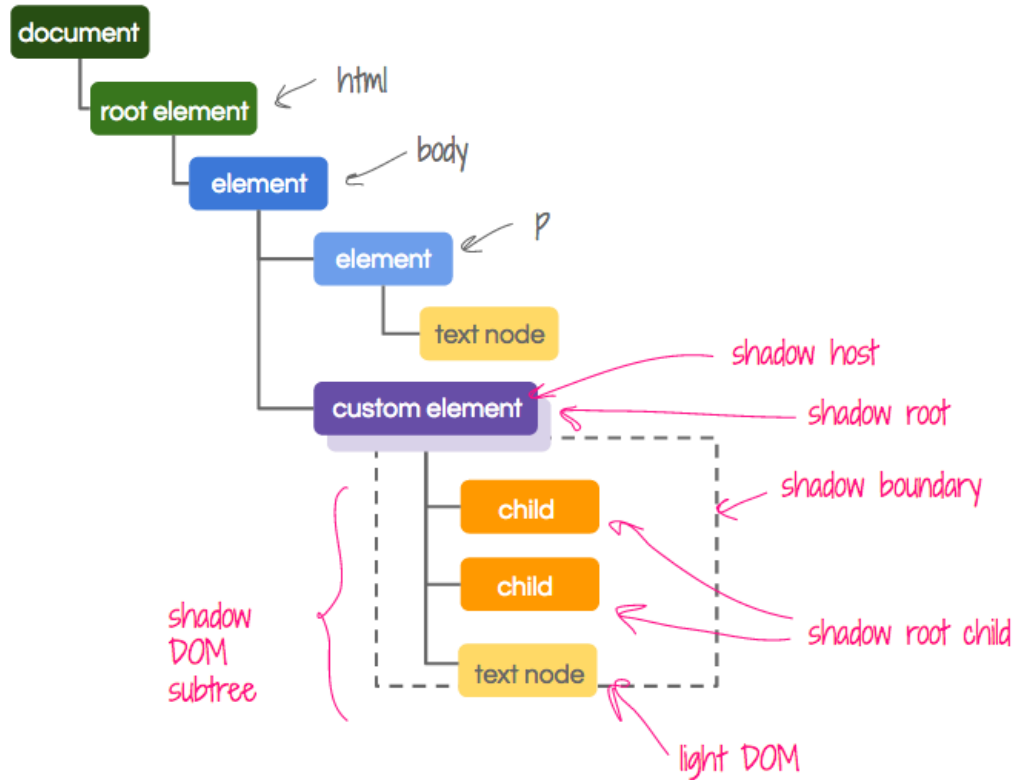 document
root element
html
element
body
element
p
text node
shadow host
custom element
shadow root
shadow boundary
child
child
shadow
DOM
subtree
shadow root child
text node
light DOM